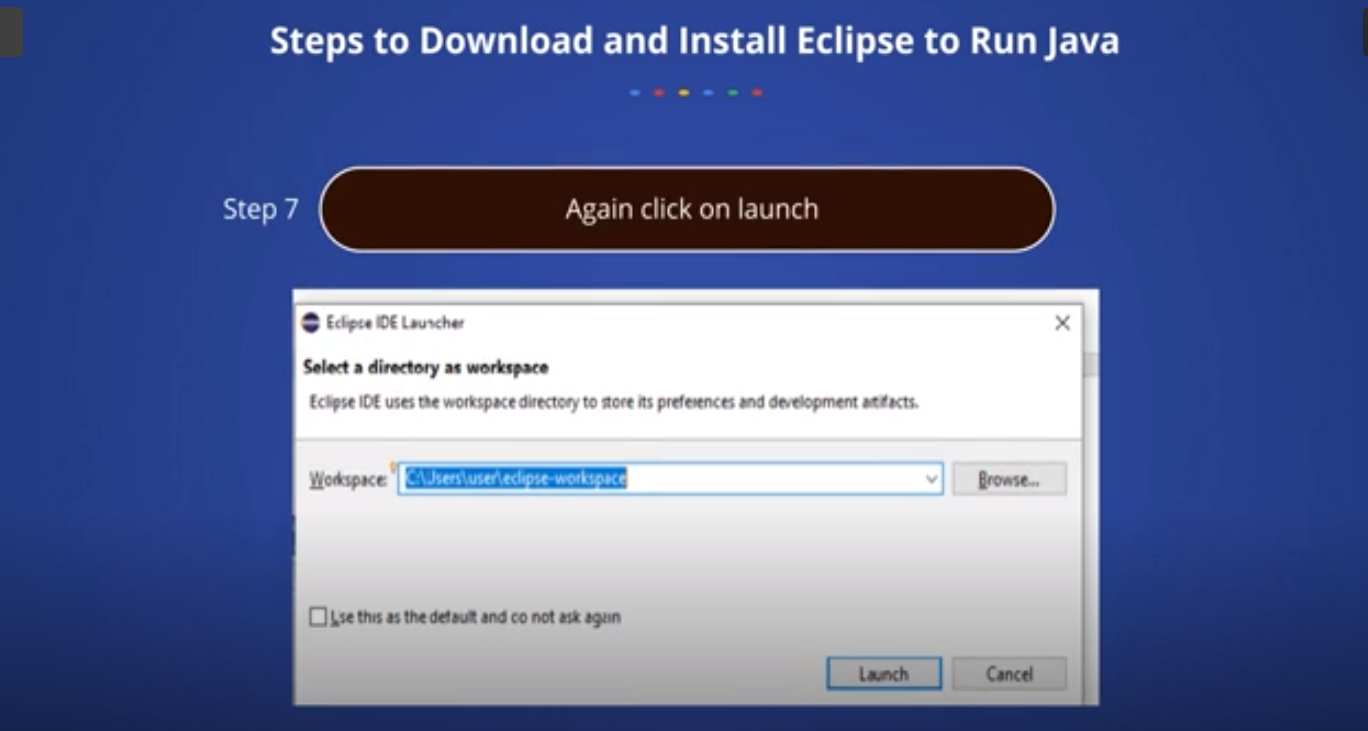 Steps to Download and Install Eclipse to Run Java
Step 7
Again click on launch
Eclipse IDE Launcher
Select a directory as workspace
Eclipse IDE uses the workspace directory to store its preferences and development artifacts.
Workspace: C:\Users\user\eclipse-workspace Browse...
Use this as the default and do not ask again
Launch Cancel